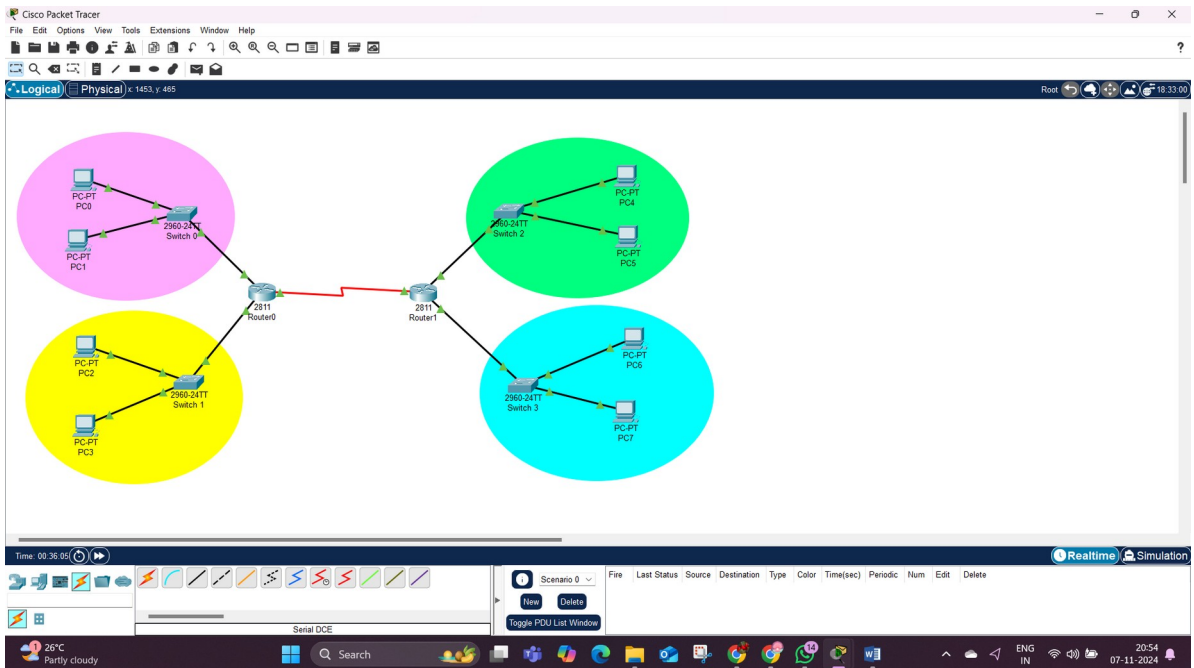 Cisco Packet Tracer
File Edit Options View Tools Extensions Window Help
?
Logical Physical x: 1453, y: 465
Root 18:33:00
PC-PT
PC0
2960-24TT
Switch 0
PC-PT
PC1
2811
Router0
PC-PT
PC2
2960-24TT
Switch 1
PC-PT
PC3
PC-PT
PC4
2960-24TT
Switch 2
PC-PT
PC5
2811
Router1
PC-PT
PC6
2960-24TT
Switch 3
PC-PT
PC7
Time: 00:36:05
Realtime Simulation
Scenario 0
New Delete
Toggle PDU List Window
Fire Last Status Source Destination Type Color Time(sec) Periodic Num Edit Delete
Serial DCE
1
26°C
Partly cloudy
Search
14
ENG
IN
20:54
07-11-2024